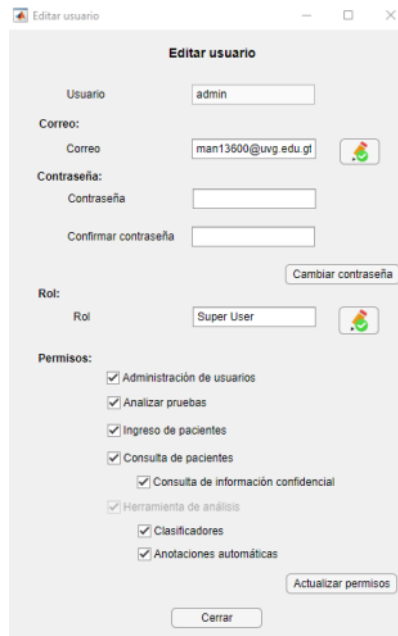 Editar usuario
Editar usuario
Usuario admin
Correo:
Correo man13600@uvg.edu.gt
Contraseña:
Contraseña
Confirmar contraseña
Cambiar contraseña
Rol:
Rol Super User
Permisos:
Administración de usuarios
Analizar pruebas
Ingreso de pacientes
Consulta de pacientes
Consulta de información confidencial
Herramienta de análisis
Clasificadores
Anotaciones automáticas
Actualizar permisos
Cerrar